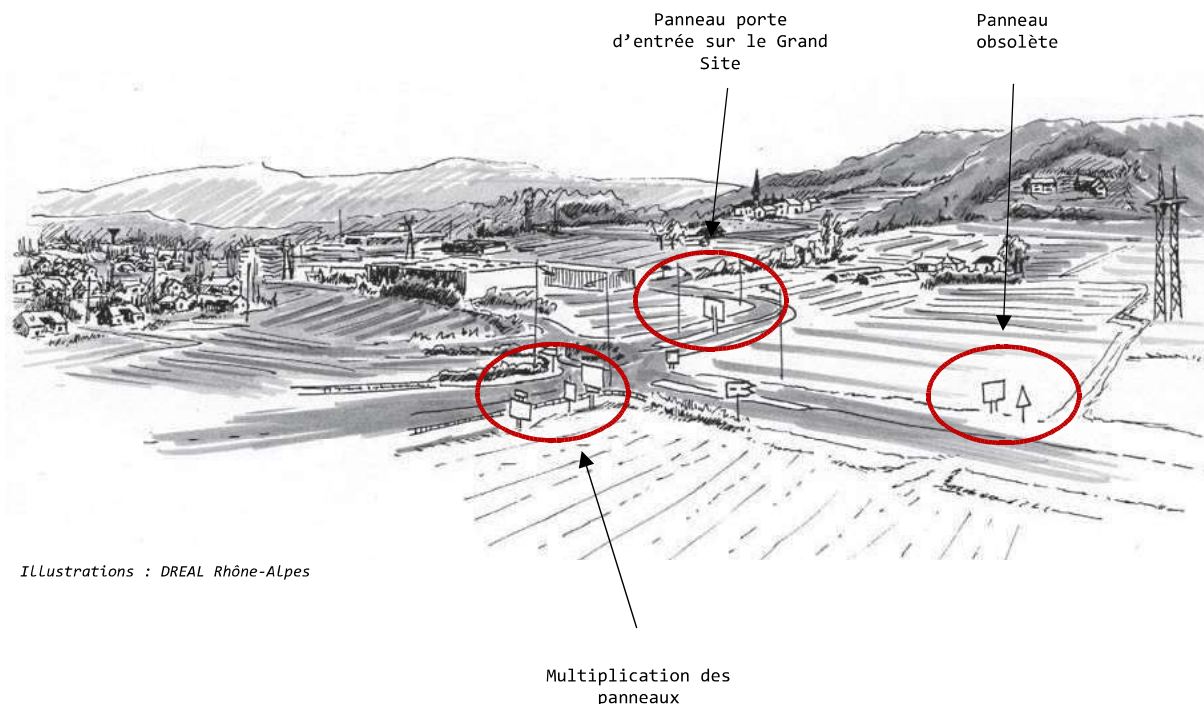 Panneau porte
d’entrée sur le Grand
Site
Panneau
obsolète
Illustrations : DREAL Rhône-Alpes
Multiplication des
panneaux